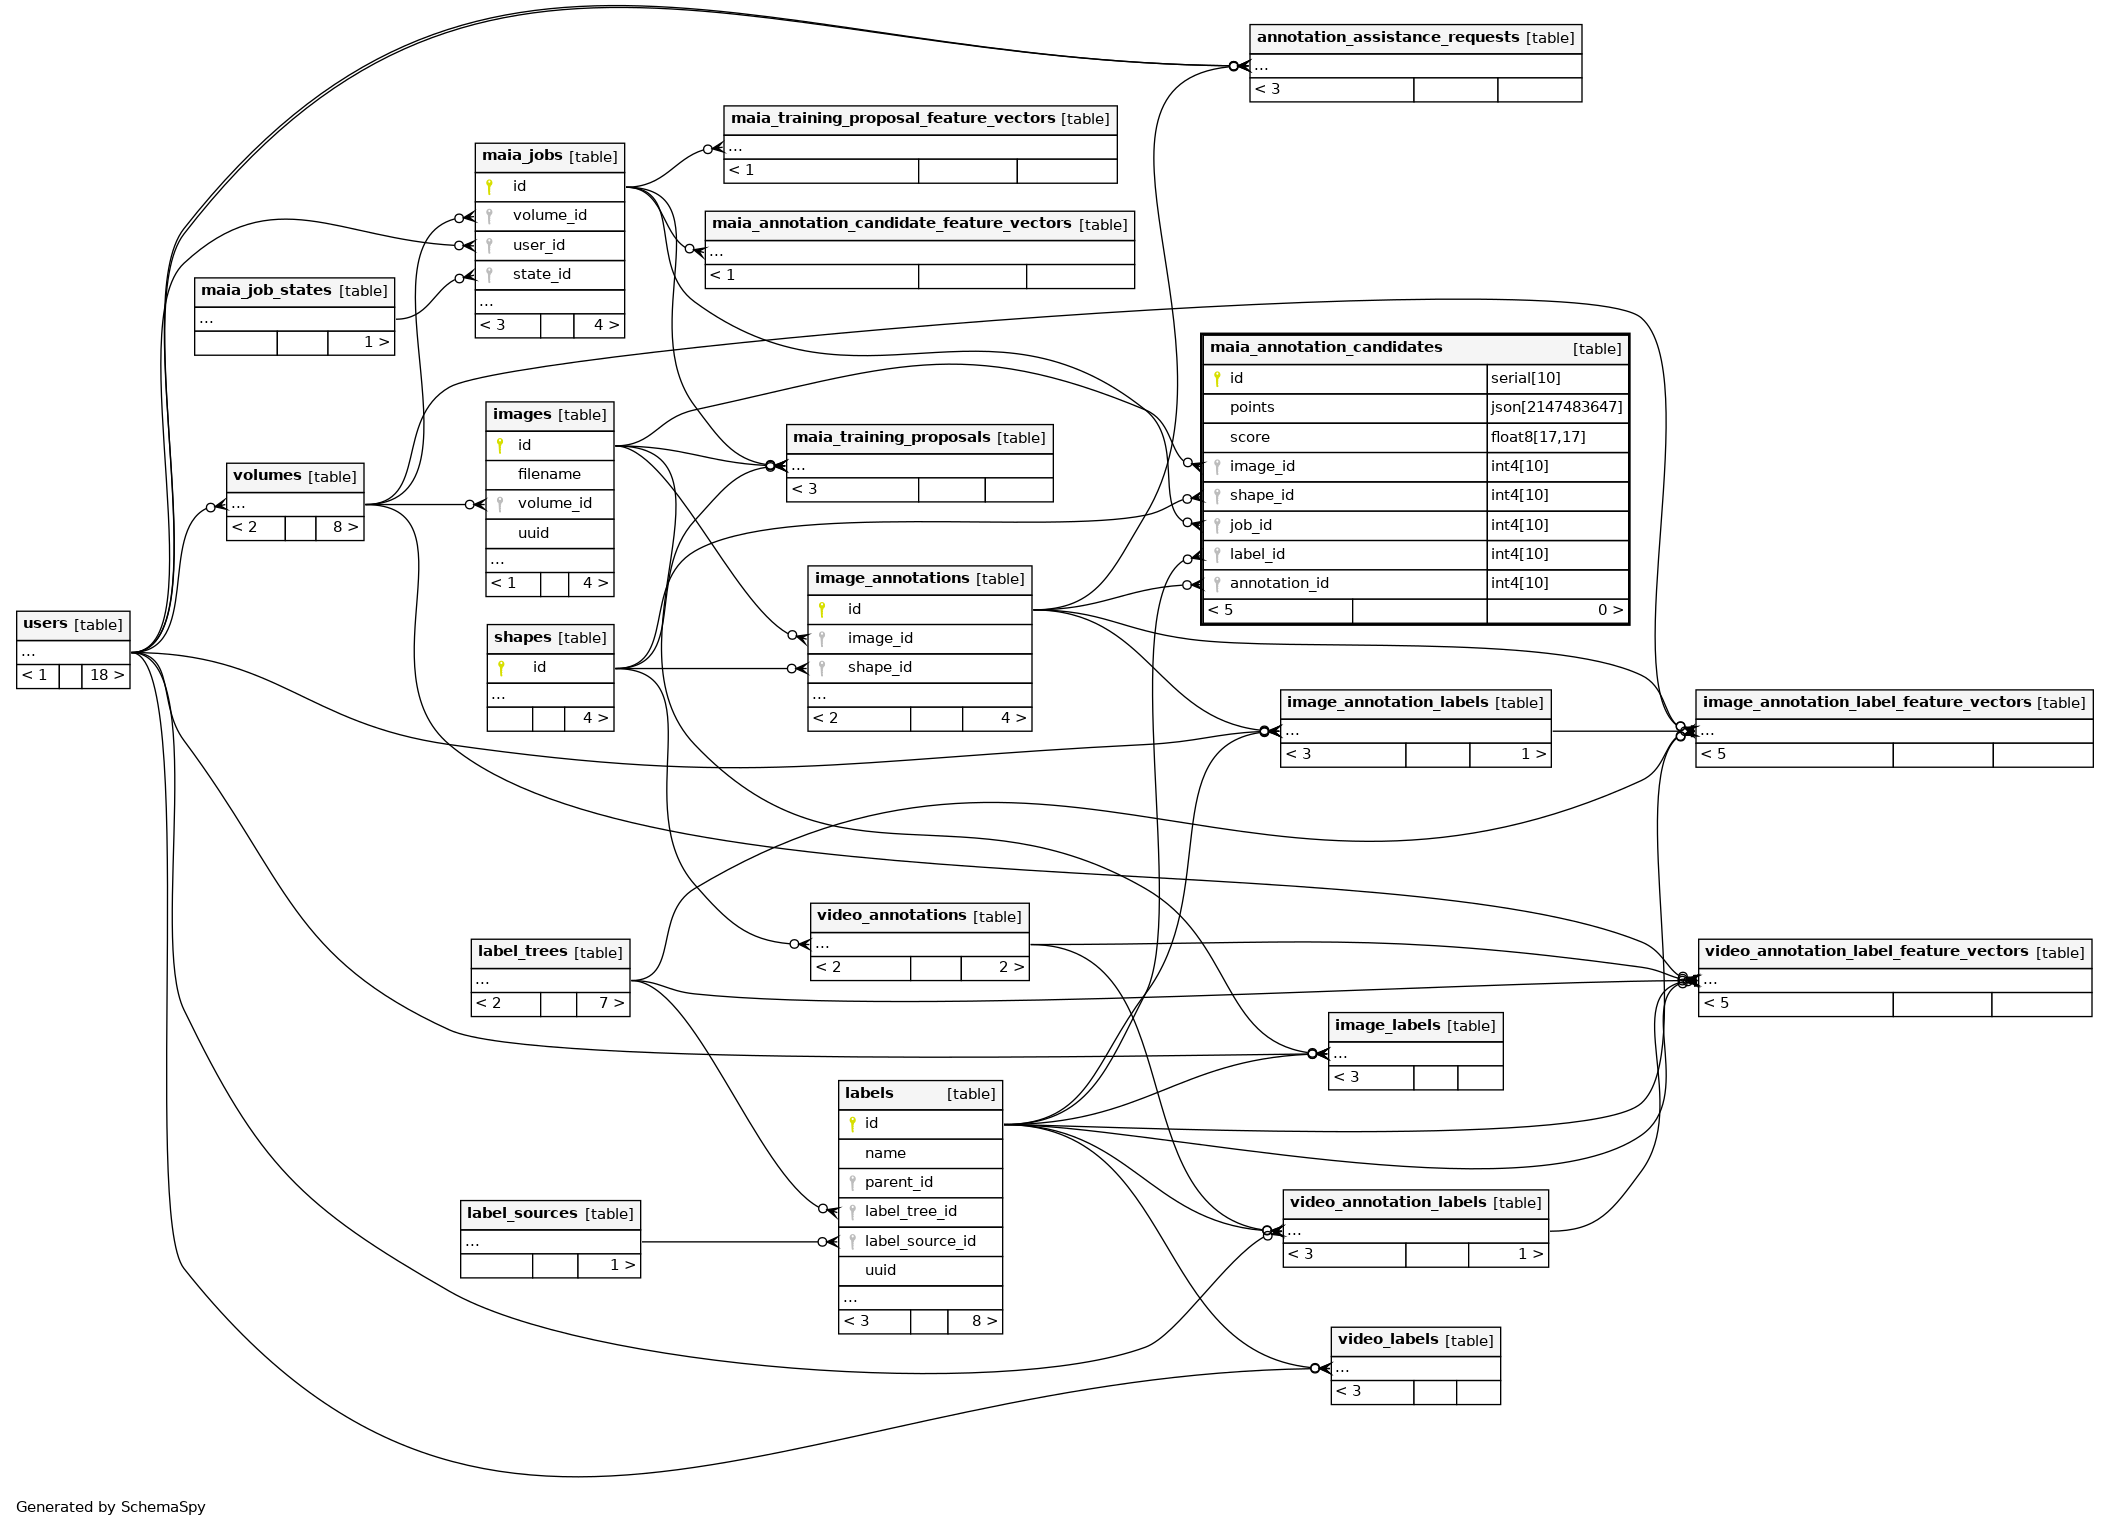 annotation_assistance_requests [table]
...
< 3
maia_training_proposal_feature_vectors [table]
...
< 1
maia_jobs [table]
id
volume_id
user_id
state_id
...
< 3 4 >
maia_annotation_candidate_feature_vectors [table]
...
< 1
maia_job_states [table]
...
1 >
maia_annotation_candidates [table]
id serial[10]
points json[2147483647]
score float8[17,17]
image_id int4[10]
shape_id int4[10]
job_id int4[10]
label_id int4[10]
annotation_id int4[10]
< 5 0 >
images [table]
id
filename
volume_id
uuid
...
< 1 4 >
maia_training_proposals [table]
...
< 3
volumes [table]
...
< 2 8 >
image_annotations [table]
id
image_id
shape_id
...
< 2 4 >
users [table]
...
< 1 18 >
shapes [table]
id
...
4 >
image_annotation_labels [table]
...
< 3 1 >
image_annotation_label_feature_vectors [table]
...
< 5
video_annotations [table]
...
< 2 2 >
label_trees [table]
...
< 2 7 >
video_annotation_label_feature_vectors [table]
...
< 5
image_labels [table]
...
< 3
labels [table]
id
name
parent_id
label_tree_id
label_source_id
uuid
...
< 3 8 >
label_sources [table]
...
1 >
video_annotation_labels [table]
...
< 3 1 >
video_labels [table]
...
< 3
Generated by SchemaSpy